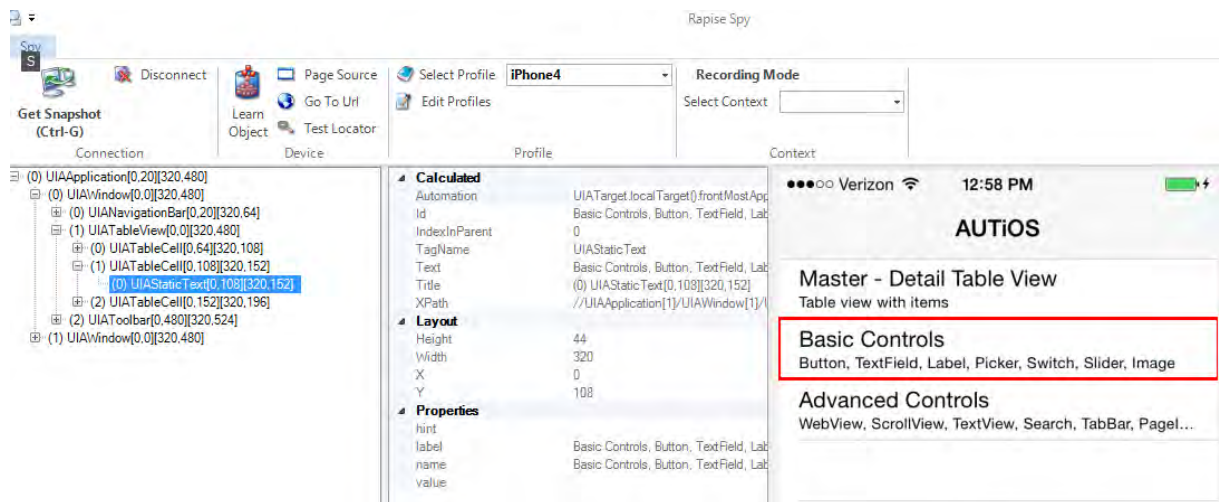 Rapise Spy
Spy
S
Get Snapshot
(Ctrl-G)
Disconnect
Connection
Learn
Object
Page Source
Go To Url
Test Locator
Device
Select Profile iPhone4
Edit Profiles
Profile
Recording Mode
Select Context
Context
(0) UIAApplication[0,20][320,480]
(0) UIAWindow[0,0][320,480]
(0) UIANavigationBar[0,20][320,64]
(1) UIATableView[0,0][320,480]
(0) UIATableCell[0,64][320,108]
(1) UIATableCell[0,108][320,152]
(0) UIAStaticText[0,108][320,152]
(2) UIATableCell[0,152][320,196]
(2) UIAToolbar[0,480][320,524]
(1) UIAWindow[0,0][320,480]
Calculated
Automation UIATarget.localTarget().frontMostApp
Id Basic Controls, Button, TextField, Lab
IndexInParent 0
TagName UIAStaticText
Text Basic Controls, Button, TextField, Lab
Title (0) UIAStaticText[0,108][320,152]
XPath //UIAApplication[1]/UIAWindow[1]/
Layout
Height 44
Width 320
X 0
Y 108
Properties
hint
label Basic Controls, Button, TextField, Lab
name Basic Controls, Button, TextField, Lab
value
Verizon 12:58 PM
AUTiOS
Master - Detail Table View
Table view with items
Basic Controls
Button, TextField, Label, Picker, Switch, Slider, Image
Advanced Controls
WebView, ScrollView, TextView, Search, TabBar, PageI...